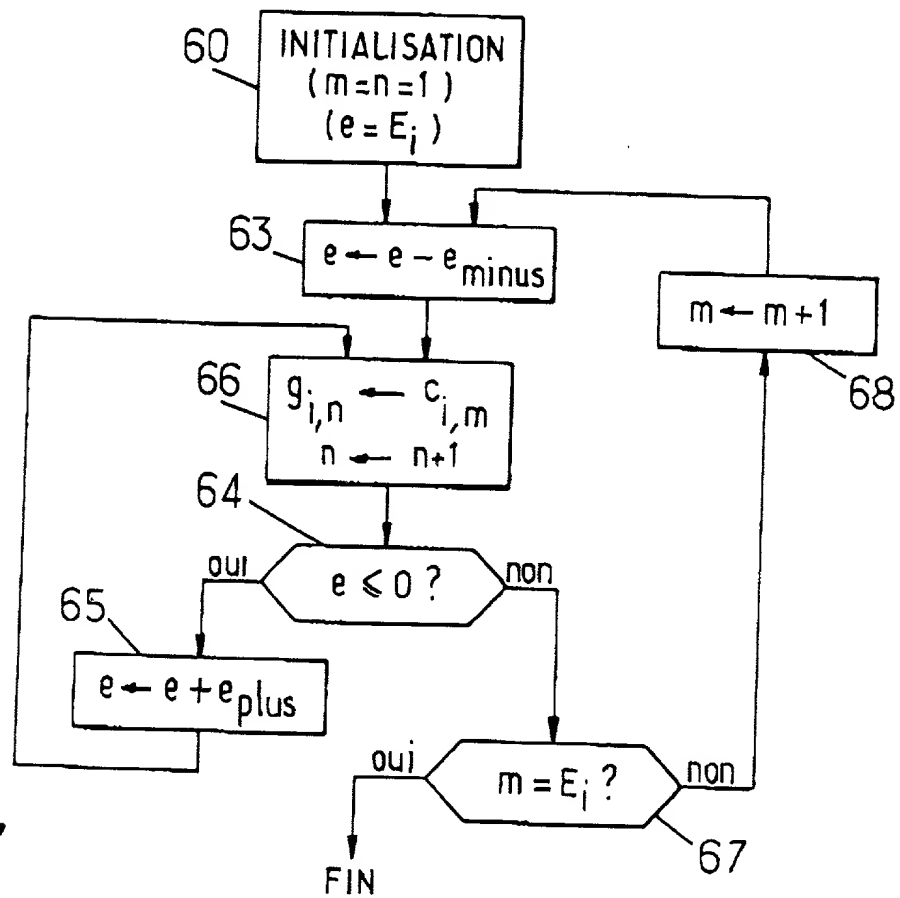 60
INITIALISATION
(m=n=1)
(e=E_i)
63
e ← e - e_minus
m ← m+1
68
66
g_i,n ← c_i,m
n ← n+1
64
oui
e ⩽ 0 ?
non
65
e ← e + e_plus
oui
m = E_i ?
non
67
FIN